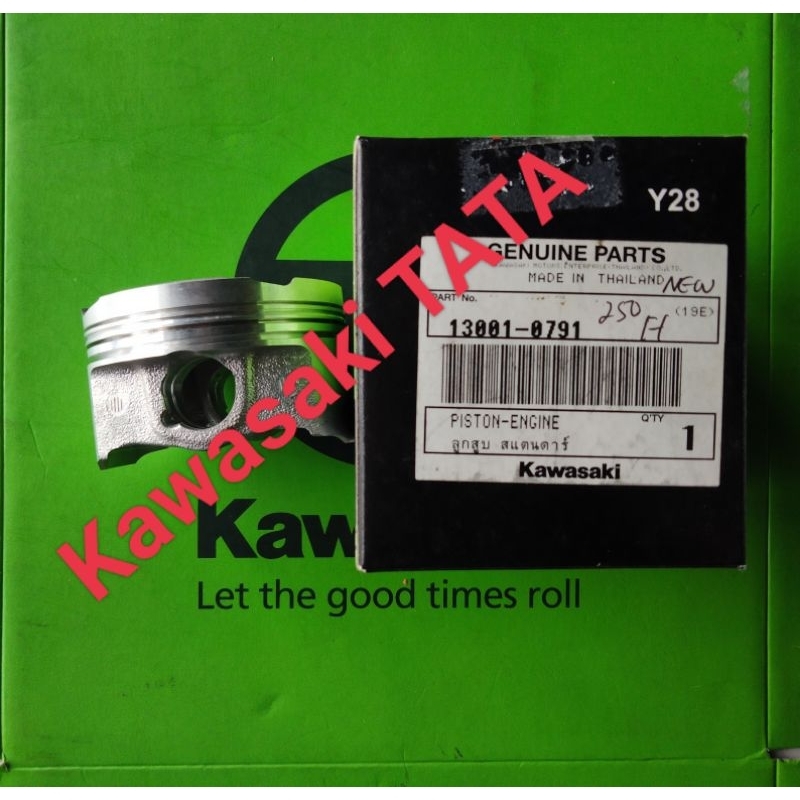 Y28
GENUINE PARTS
MADE IN THAILAND NEW
PART No.
13001-0791
250 H
(19E)
PISTON-ENGINE
Q'TY
ลูกสูบ สแตนดาร์
1
Kawasaki
Kawasaki TATA
Kaw
Let the good times roll